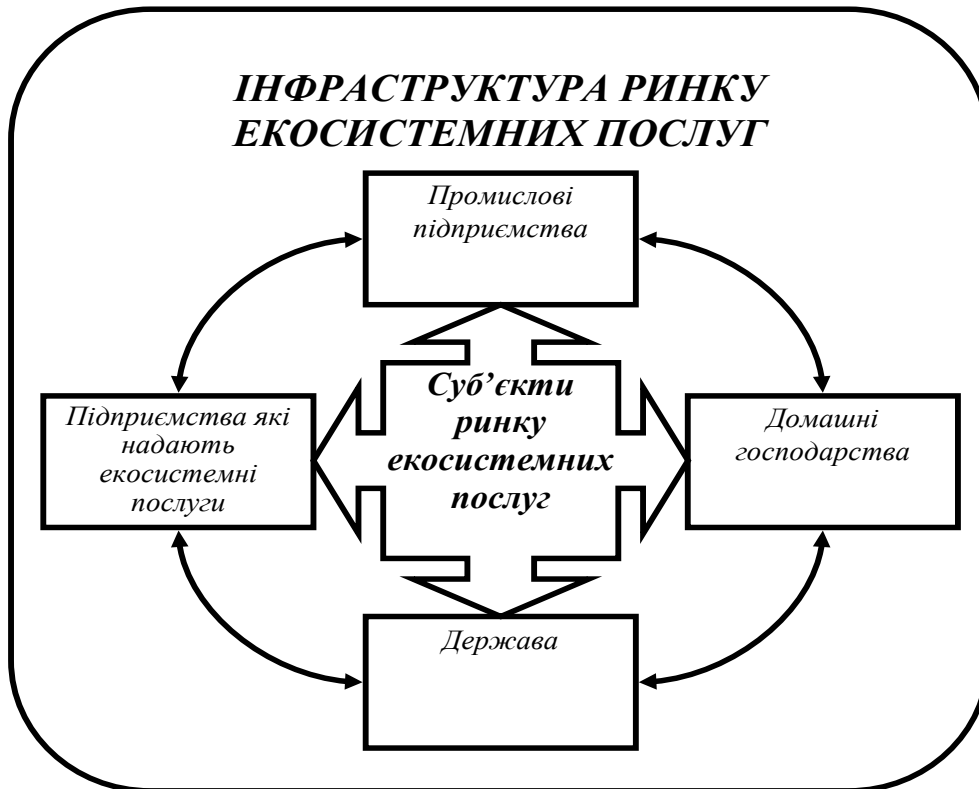 ІНФРАСТРУКТУРА РИНКУ
ЕКОСИСТЕМНИХ ПОСЛУГ
Промислові
підприємства
Підприємства які
надають
екосистемні
послуги
Суб’єкти
ринку
екосистемних
послуг
Домашні
господарства
Держава